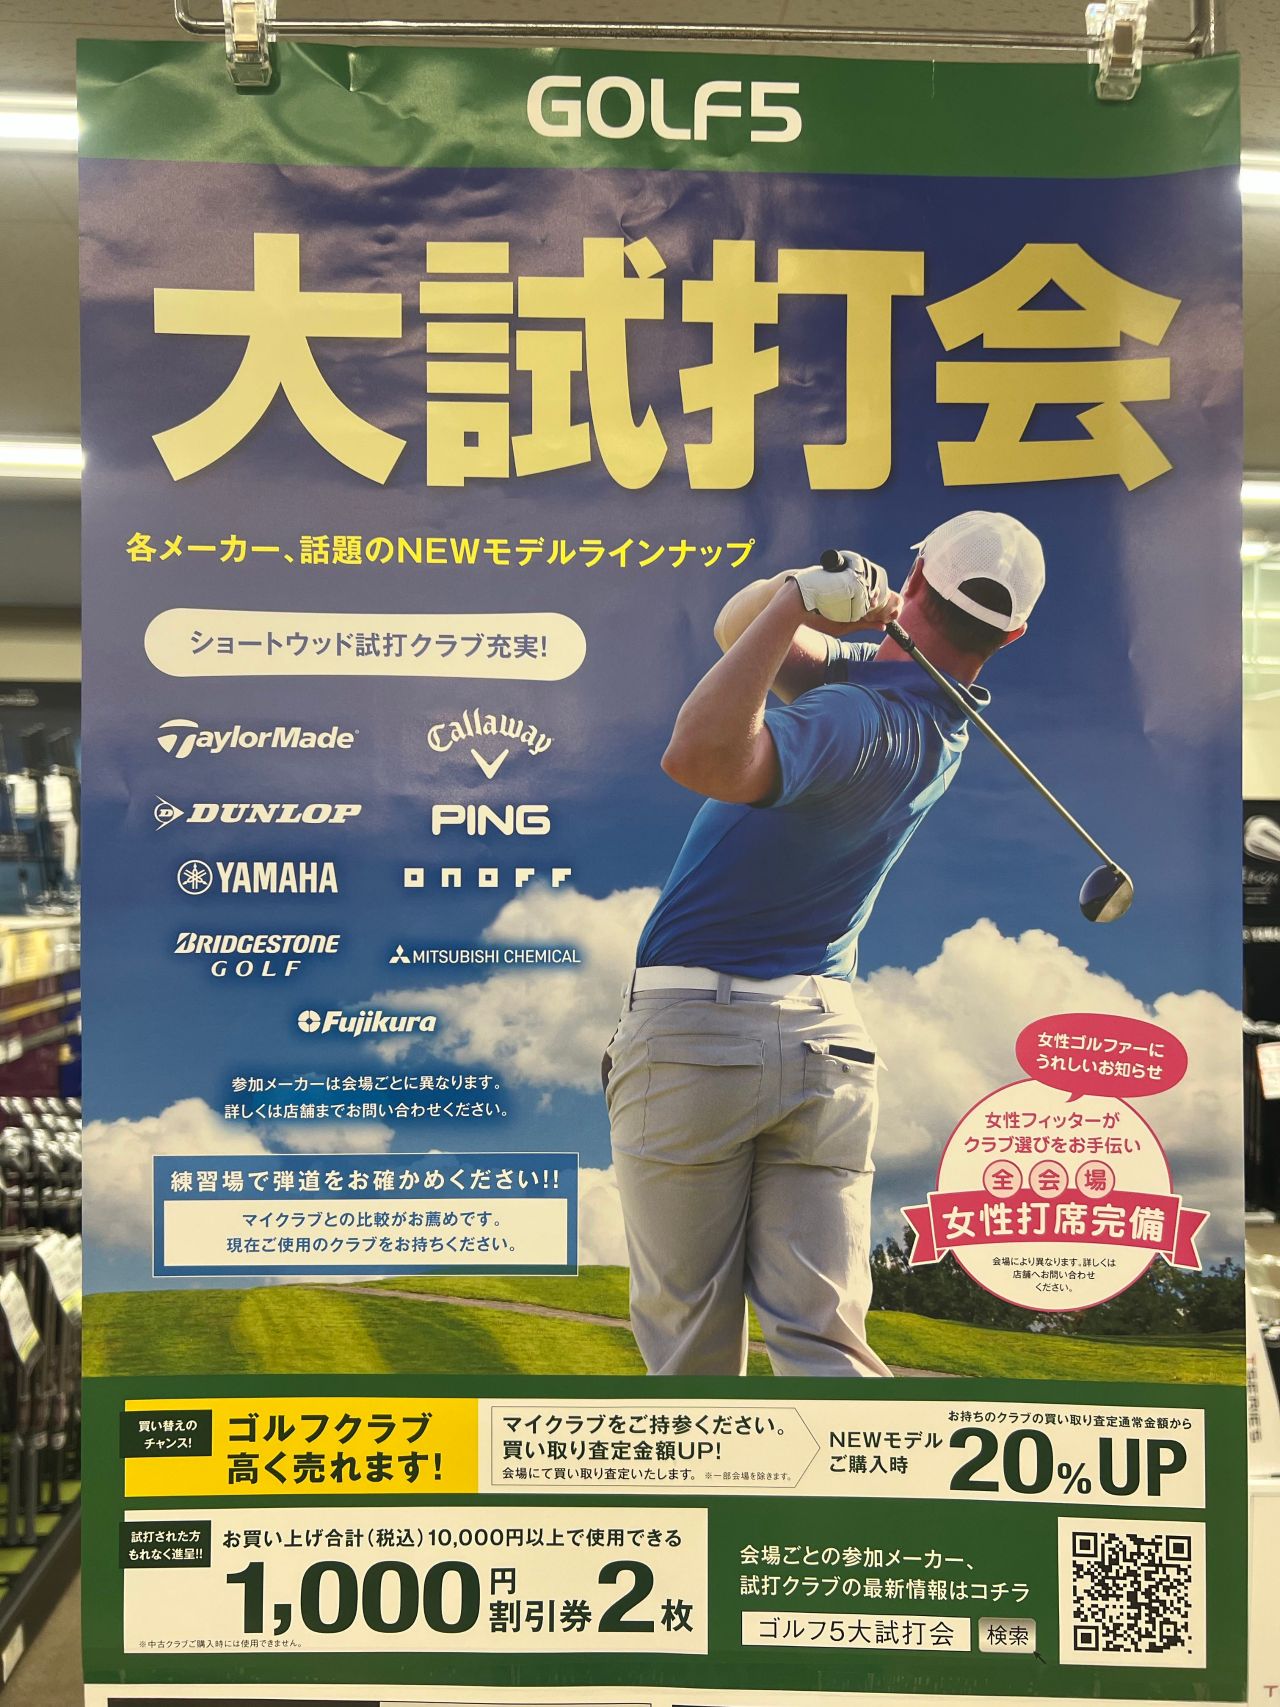 GOLF5
大試打会
各メーカー、話題のNEWモデルラインナップ
ショートウッド試打クラブ充実!
TaylorMade
Callaway
DUNLOP
PING
YAMAHA
ONOFF
BRIDGESTONE
GOLF
MITSUBISHI CHEMICAL
Fujikura
参加メーカーは会場ごとに異なります。
詳しくは店舗までお問い合わせください。
練習場で弾道をお確かめください!!
マイクラブとの比較がお薦めです。
現在ご使用のクラブをお持ちください。
女性ゴルファーに
うれしいお知らせ
女性フィッターが
クラブ選びをお手伝い
全会場
女性打席完備
会場により異なります。詳しくは
店舗へお問い合わせ
ください。
買い替えの
チャンス!
ゴルフクラブ
高く売れます!
マイクラブをご持参ください。
買い取り査定金額UP!
会場にて買い取り査定いたします。 ※一部会場を除きます。
NEWモデル
ご購入時
お持ちのクラブの買い取り査定通常金額から
20%UP
試打された方
もれなく進呈!!
お買い上げ合計(税込)10,000円以上で使用できる
1,000円割引券2枚
※中古クラブご購入時には使用できません。
会場ごとの参加メーカー、
試打クラブの最新情報はコチラ
ゴルフ5大試打会 検索